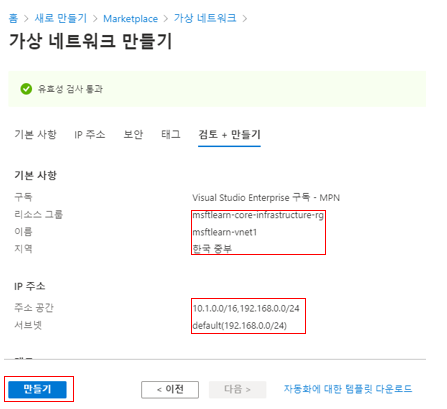 홈 > 새로 만들기 > Marketplace > 가상 네트워크 >
가상 네트워크 만들기
유효성 검사 통과
기본 사항 IP 주소 보안 태그 검토 + 만들기
기본 사항
구독 Visual Studio Enterprise 구독 - MPN
리소스 그룹 msftlearn-core-infrastructure-rg
이름 msftlearn-vnet1
지역 한국 중부
IP 주소
주소 공간 10.1.0.0/16,192.168.0.0/24
서브넷 default(192.168.0.0/24)
만들기 < 이전 다음 > 자동화에 대한 템플릿 다운로드